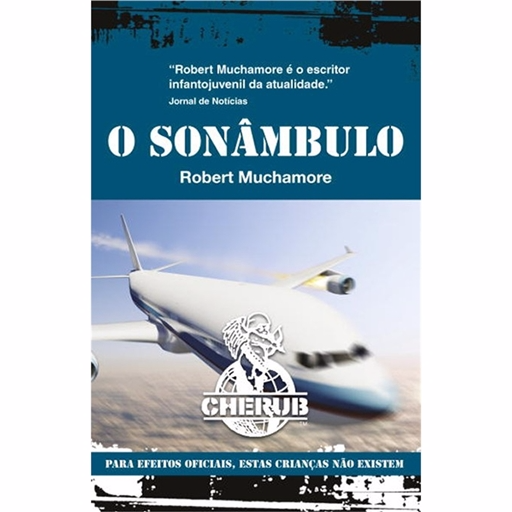 “Robert Muchamore é o escritor
infantojuvenil da atualidade.”
Jornal de Notícias
O SONÂMBULO
Robert Muchamore
CHERUB
TM
PARA EFEITOS OFICIAIS, ESTAS CRIANÇAS NÃO EXISTEM